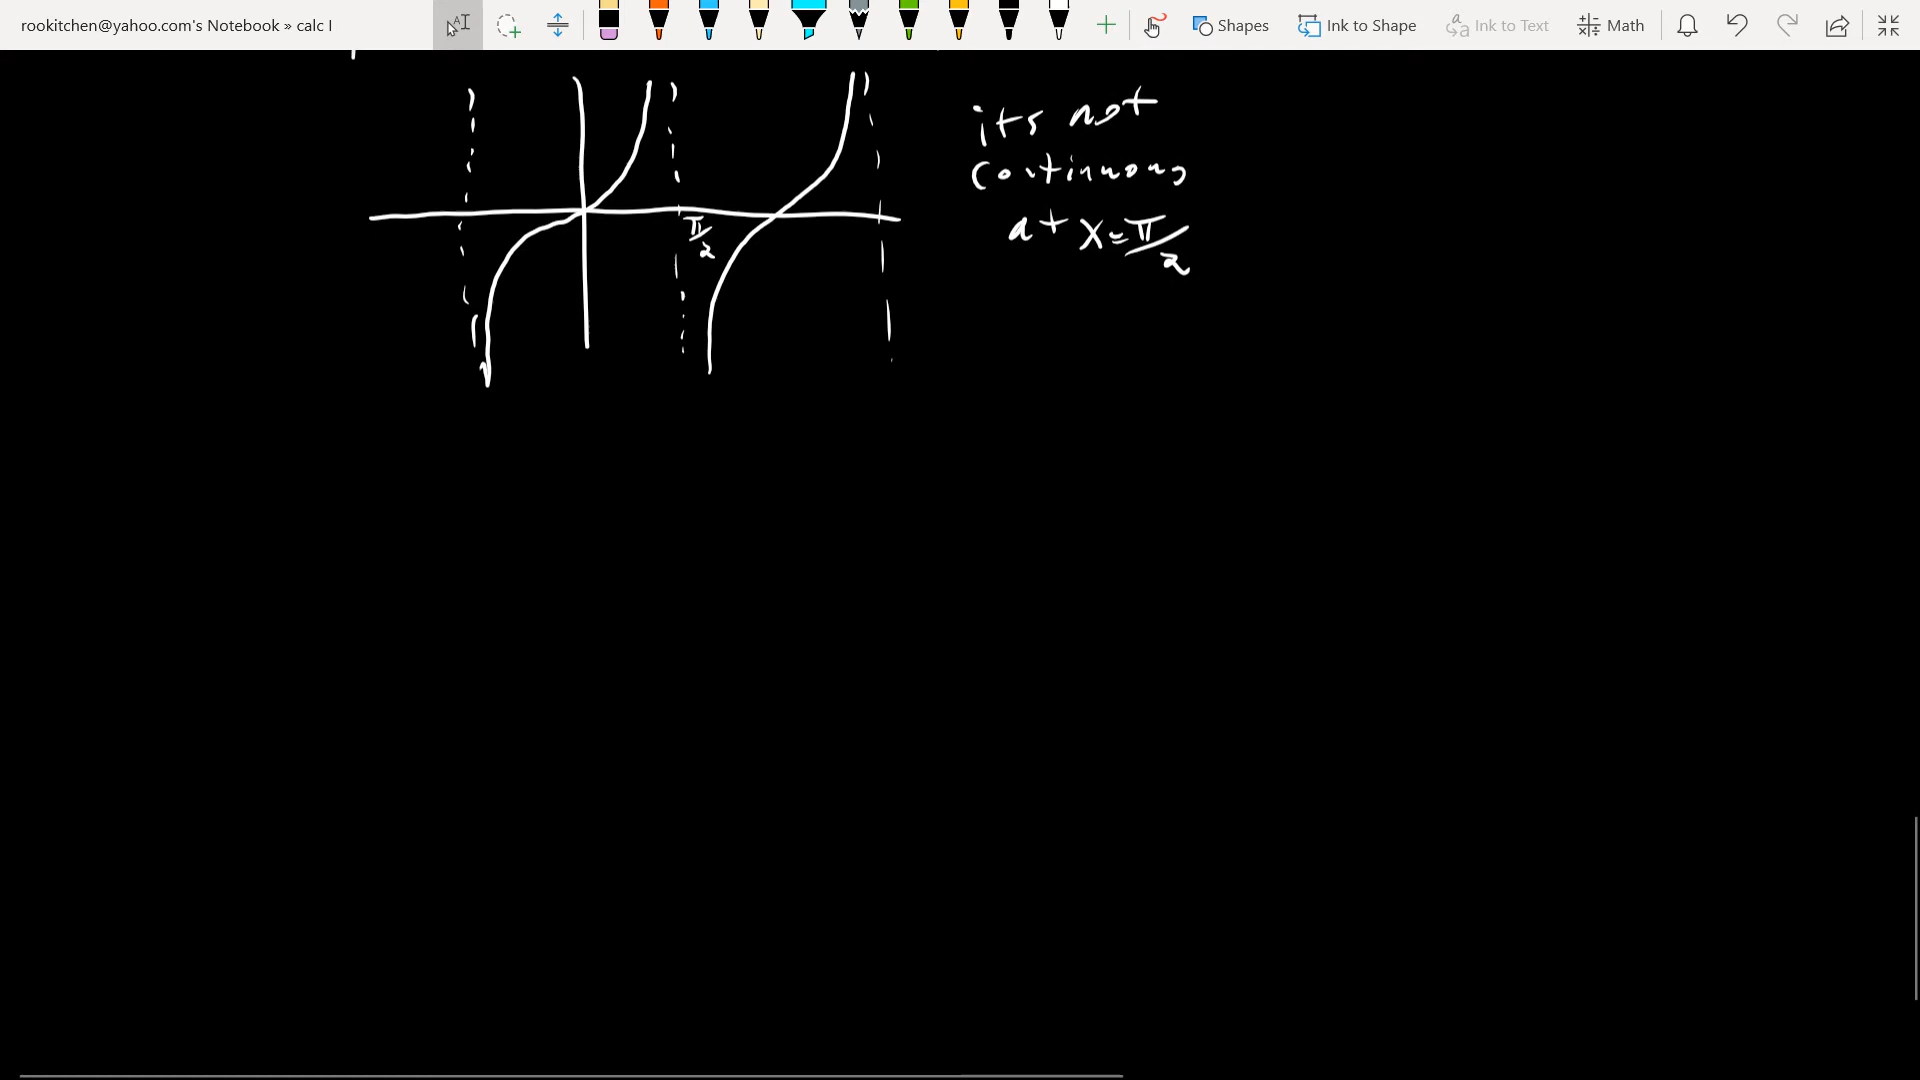 rookitchen@yahoo.com's Notebook » calc I
Shapes
Ink to Shape
Ink to Text
Math
its not
continuous
π/2
at x=π/2